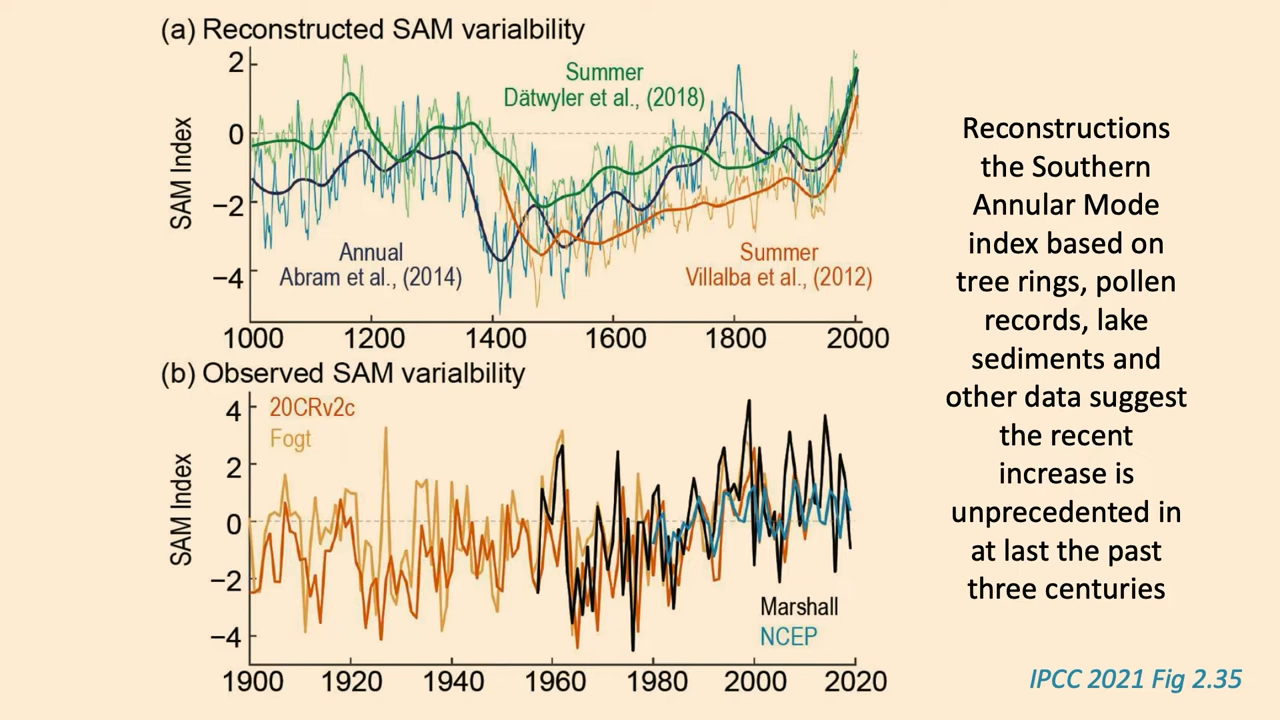 (a) Reconstructed SAM varialbility
2
0
−2
−4
SAM Index
Summer
Dätwyler et al., (2018)
Annual
Abram et al., (2014)
Summer
Villalba et al., (2012)
1000 1200 1400 1600 1800 2000
(b) Observed SAM varialbility
4
2
0
−2
−4
SAM Index
20CRv2c
Fogt
Marshall
NCEP
1900 1920 1940 1960 1980 2000 2020
Reconstructions
the Southern
Annular Mode
index based on
tree rings, pollen
records, lake
sediments and
other data suggest
the recent
increase is
unprecedented in
at last the past
three centuries
IPCC 2021 Fig 2.35